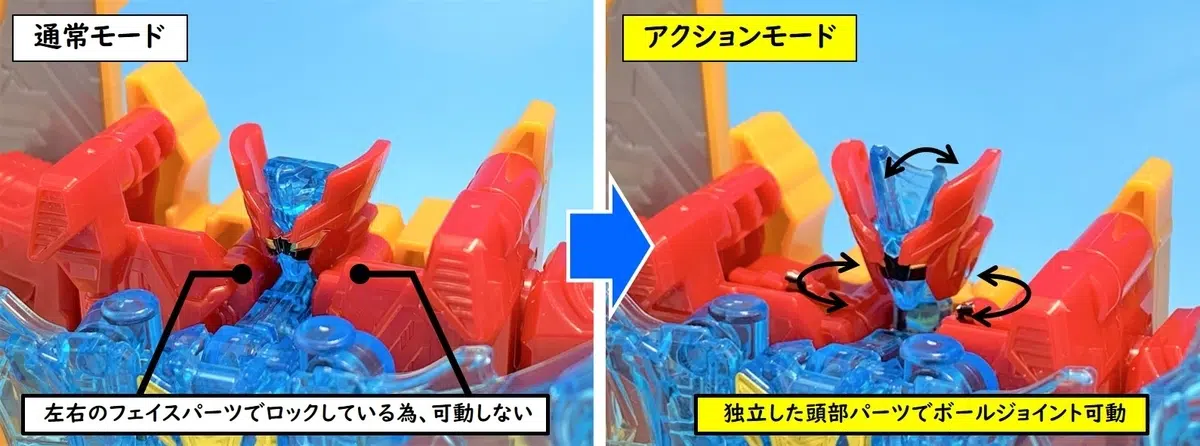 通常モード
アクションモード
左右のフェイスパーツでロックしている為、可動しない
独立した頭部パーツでボールジョイント可動